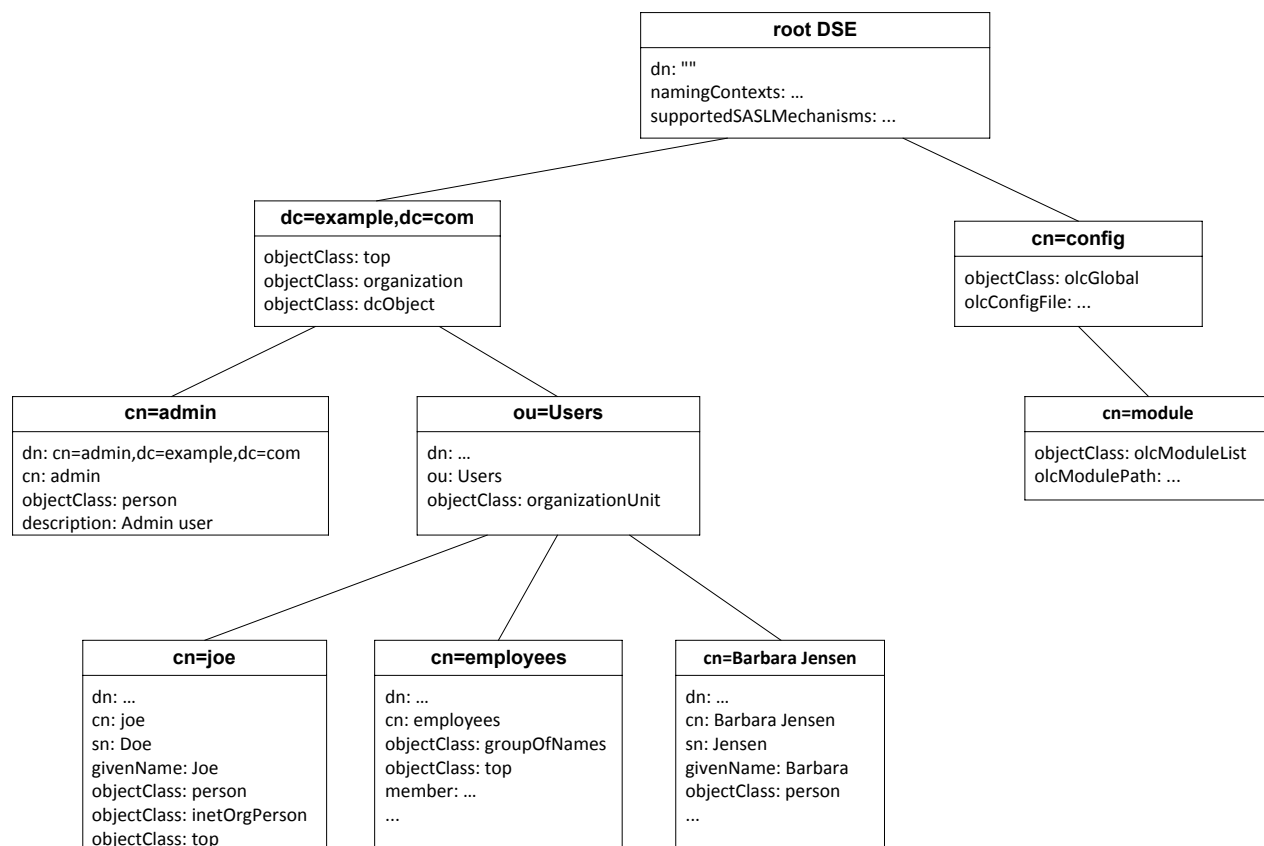 root DSE
dn: ""
namingContexts: ...
supportedSASLMechanisms: ...
dc=example,dc=com
objectClass: top
objectClass: organization
objectClass: dcObject
cn=config
objectClass: olcGlobal
olcConfigFile: ...
cn=admin
dn: cn=admin,dc=example,dc=com
cn: admin
objectClass: person
description: Admin user
ou=Users
dn: ...
ou: Users
objectClass: organizationUnit
cn=module
objectClass: olcModuleList
olcModulePath: ...
cn=joe
dn: ...
cn: joe
sn: Doe
givenName: Joe
objectClass: person
objectClass: inetOrgPerson
objectClass: top
cn=employees
dn: ...
cn: employees
objectClass: groupOfNames
objectClass: top
member: ...
...
cn=Barbara Jensen
dn: ...
cn: Barbara Jensen
sn: Jensen
givenName: Barbara
objectClass: person
...